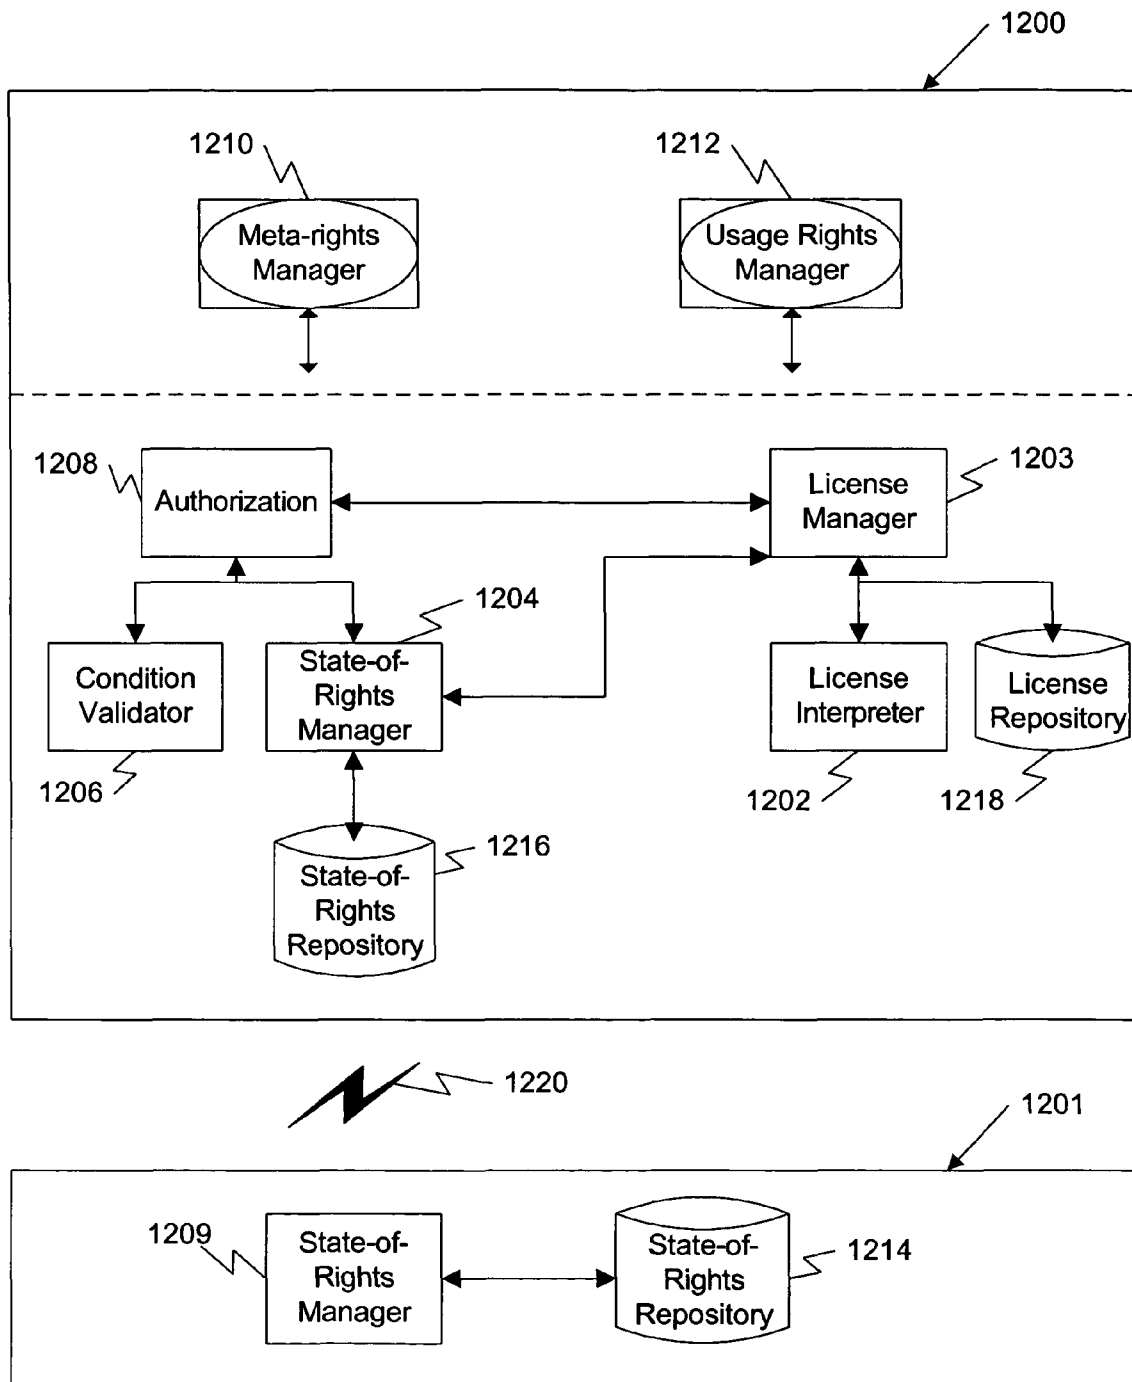 1200
1210
1212
Meta-rights
Manager
Usage Rights
Manager
1208
1203
Authorization
License
Manager
1204
Condition
Validator
State-of-
Rights
Manager
License
Interpreter
License
Repository
1206
1202
1218
1216
State-of-
Rights
Repository
1220
1201
1209
State-of-
Rights
Manager
State-of-
Rights
Repository
1214